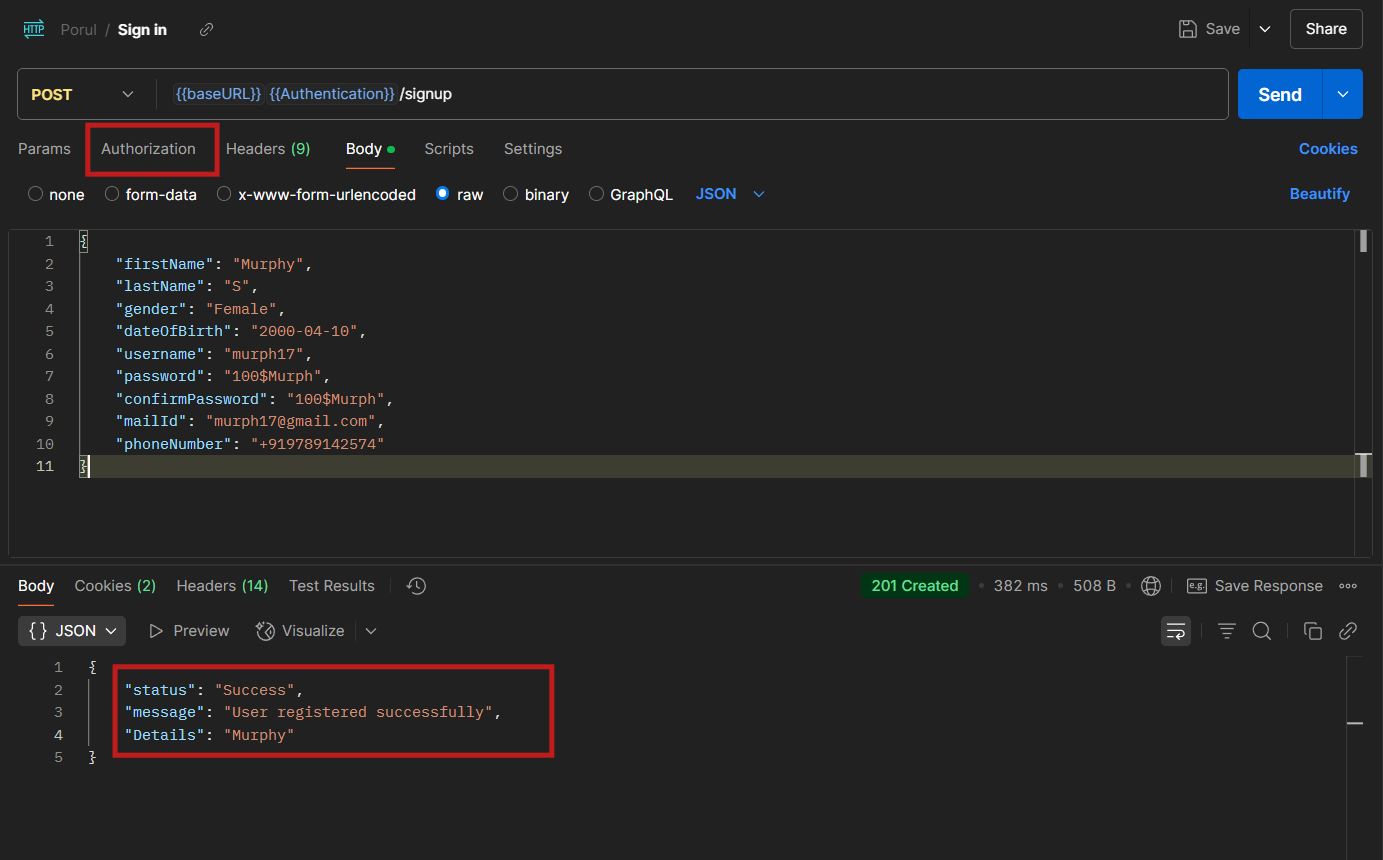 HTTP Porul / Sign in Save Share
POST {{baseURL}} {{Authentication}} /signup Send
Params Authorization Headers (9) Body Scripts Settings Cookies
none form-data x-www-form-urlencoded raw binary GraphQL JSON Beautify
1 {
2 "firstName": "Murphy",
3 "lastName": "S",
4 "gender": "Female",
5 "dateOfBirth": "2000-04-10",
6 "username": "murph17",
7 "password": "100$Murph",
8 "confirmPassword": "100$Murph",
9 "mailId": "murph17@gmail.com",
10 "phoneNumber": "+919789142574"
11 }
Body Cookies (2) Headers (14) Test Results 201 Created • 382 ms • 508 B • e.g. Save Response
{} JSON Preview Visualize
1 {
2 "status": "Success",
3 "message": "User registered successfully",
4 "Details": "Murphy"
5 }